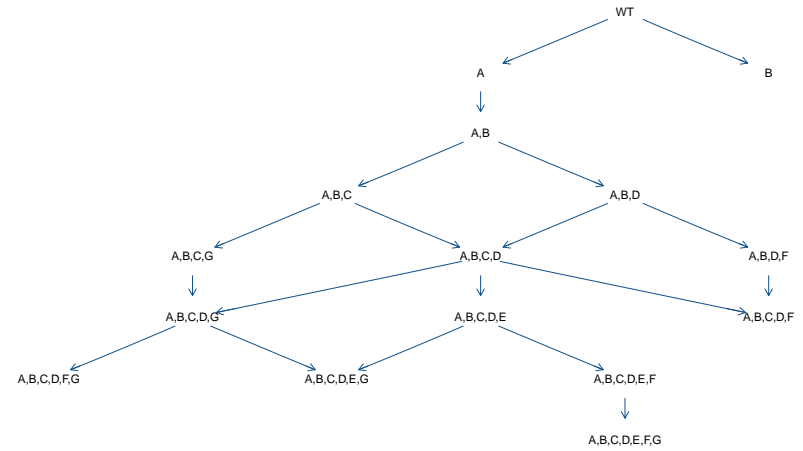 WT
A
B
A,B
A,B,C
A,B,D
A,B,C,G
A,B,C,D
A,B,D,F
A,B,C,D,G
A,B,C,D,E
A,B,C,D,F
A,B,C,D,F,G
A,B,C,D,E,G
A,B,C,D,E,F
A,B,C,D,E,F,G